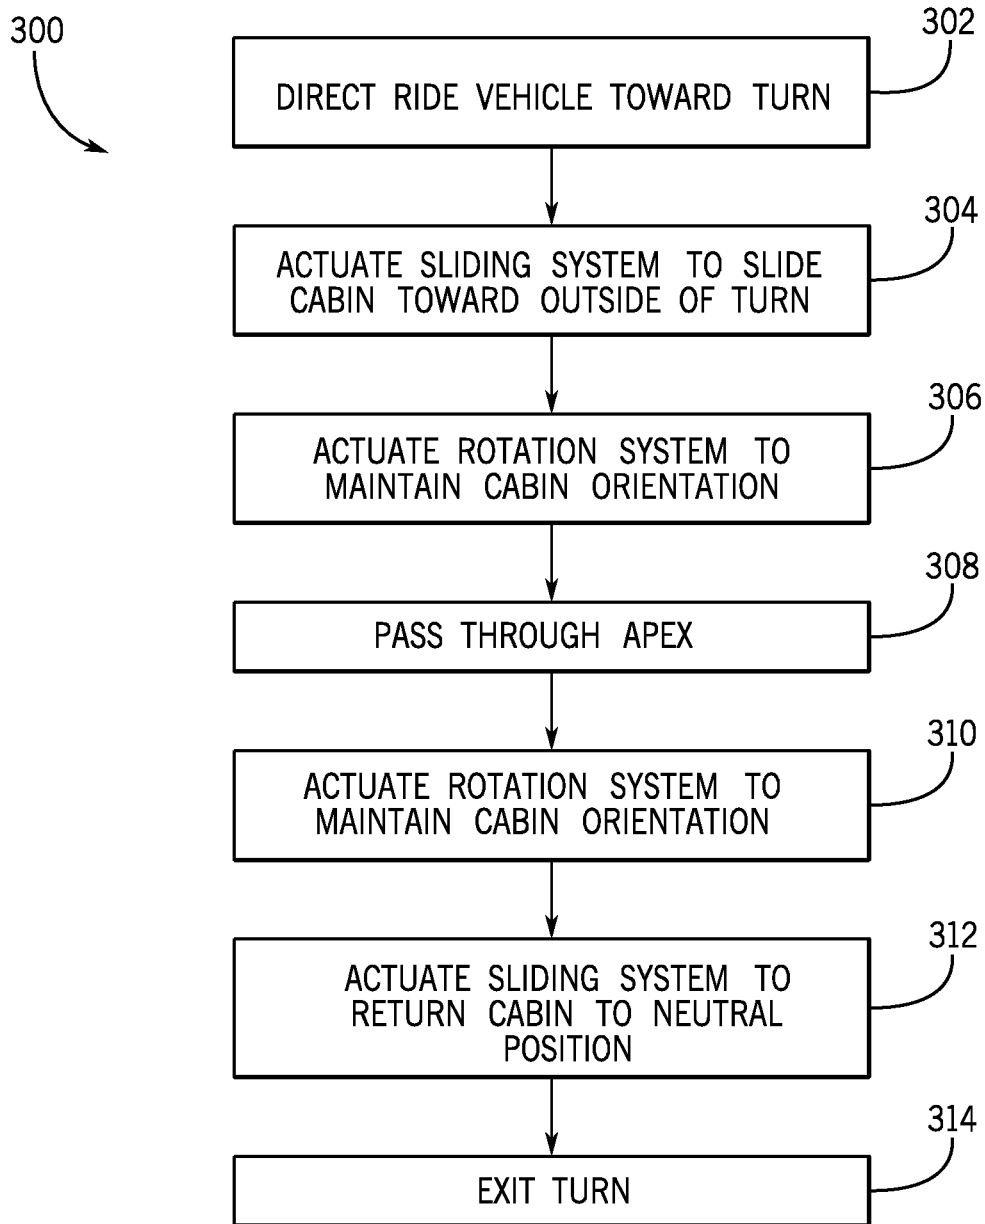 300
302
DIRECT RIDE VEHICLE TOWARD TURN
304
ACTUATE SLIDING SYSTEM TO SLIDE
CABIN TOWARD OUTSIDE OF TURN
306
ACTUATE ROTATION SYSTEM TO
MAINTAIN CABIN ORIENTATION
308
PASS THROUGH APEX
310
ACTUATE ROTATION SYSTEM TO
MAINTAIN CABIN ORIENTATION
312
ACTUATE SLIDING SYSTEM TO
RETURN CABIN TO NEUTRAL
POSITION
314
EXIT TURN